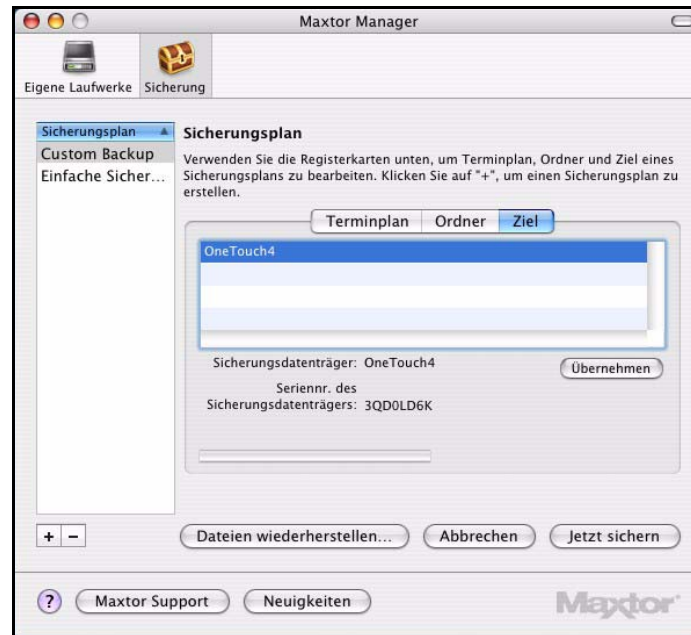 Maxtor Manager
Eigene Laufwerke
Sicherung
Sicherungsplan
Custom Backup
Einfache Sicher...
Sicherungsplan
Verwenden Sie die Registerkarten unten, um Terminplan, Ordner und Ziel eines
Sicherungsplans zu bearbeiten. Klicken Sie auf "+", um einen Sicherungsplan zu
erstellen.
Terminplan
Ordner
Ziel
OneTouch4
Sicherungsdatenträger: OneTouch4
Übernehmen
Seriennr. des
Sicherungsdatenträgers: 3QD0LD6K
+ −
Dateien wiederherstellen...
Abbrechen
Jetzt sichern
?
Maxtor Support
Neuigkeiten
Maxtor